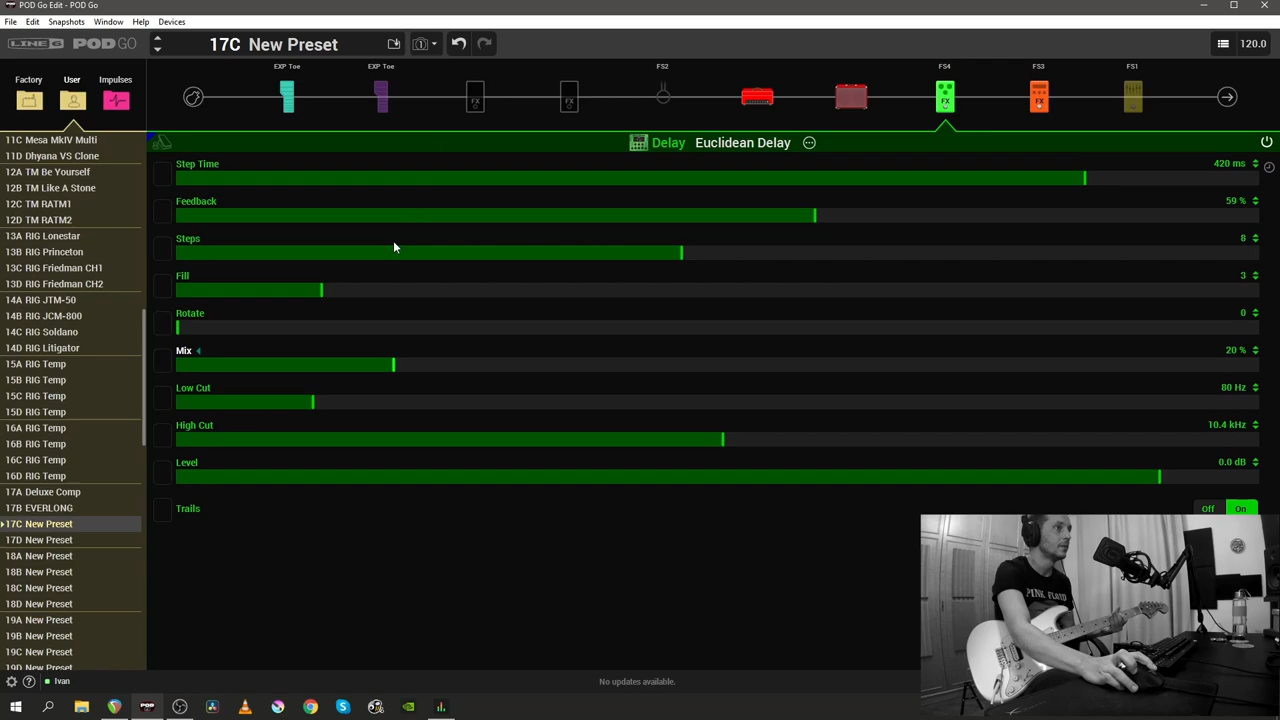 POD Go Edit - POD Go
File Edit Snapshots Window Help Devices
LINE 6 POD GO
17C New Preset
120.0
Factory User Impulses
EXP Toe EXP Toe FS2 FS4 FS3 FS1
FX FX FX FX
Delay Euclidean Delay
Step Time 420 ms
Feedback 59 %
Steps 8
Fill 3
Rotate 0
Mix 20 %
Low Cut 80 Hz
High Cut 10.4 kHz
Level 0.0 dB
Trails Off On
11C Mesa MkIV Multi
11D Dhyana VS Clone
12A TM Be Yourself
12B TM Like A Stone
12C TM RATM1
12D TM RATM2
13A RIG Lonestar
13B RIG Princeton
13C RIG Friedman CH1
13D RIG Friedman CH2
14A RIG JTM-50
14B RIG JCM-800
14C RIG Soldano
14D RIG Litigator
15A RIG Temp
15B RIG Temp
15C RIG Temp
15D RIG Temp
16A RIG Temp
16B RIG Temp
16C RIG Temp
16D RIG Temp
17A Deluxe Comp
17B EVERLONG
17C New Preset
17D New Preset
18A New Preset
18B New Preset
18C New Preset
18D New Preset
19A New Preset
19B New Preset
19C New Preset
19D New Preset
PINK FLOYD
Ivan
No updates available.